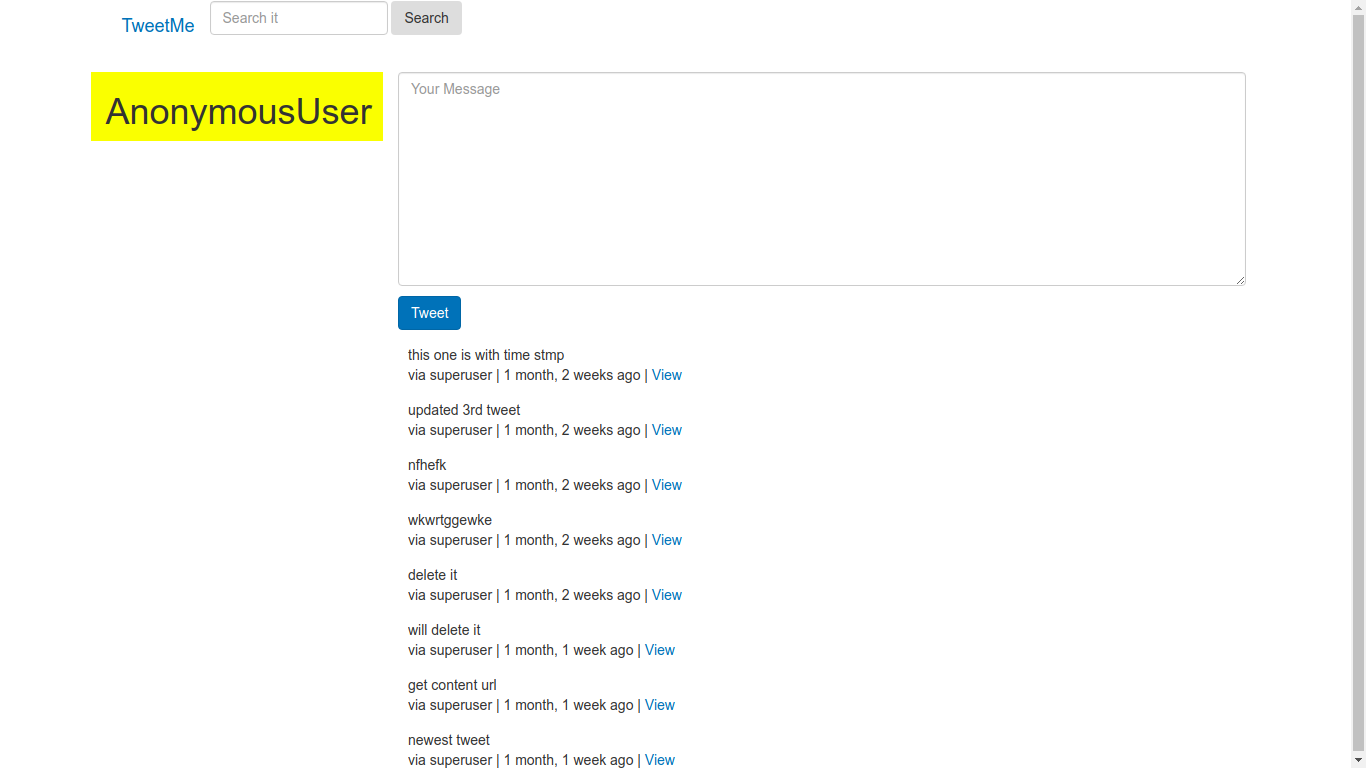 TweetMe
Search it
Search
AnonymousUser
Your Message
Tweet
this one is with time stmp
via superuser | 1 month, 2 weeks ago | View
updated 3rd tweet
via superuser | 1 month, 2 weeks ago | View
nfhefk
via superuser | 1 month, 2 weeks ago | View
wkwrtggewke
via superuser | 1 month, 2 weeks ago | View
delete it
via superuser | 1 month, 2 weeks ago | View
will delete it
via superuser | 1 month, 1 week ago | View
get content url
via superuser | 1 month, 1 week ago | View
newest tweet
via superuser | 1 month, 1 week ago | View